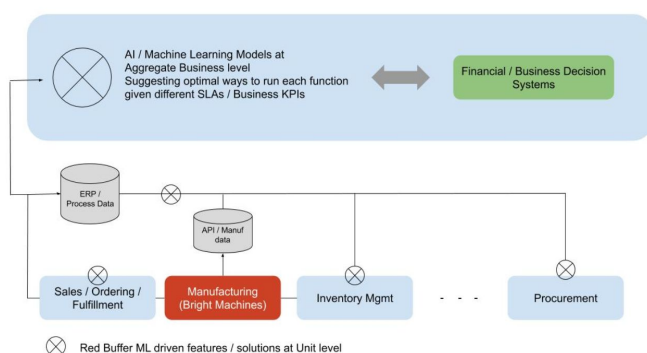 AI / Machine Learning Models at
Aggregate Business level
Suggesting optimal ways to run each function
given different SLAs / Business KPIs
Financial / Business Decision
Systems
ERP /
Process Data
API / Manuf
data
Sales / Ordering /
Fulfillment
Manufacturing
(Bright Machines)
Inventory Mgmt
- - -
Procurement
Red Buffer ML driven features / solutions at Unit level